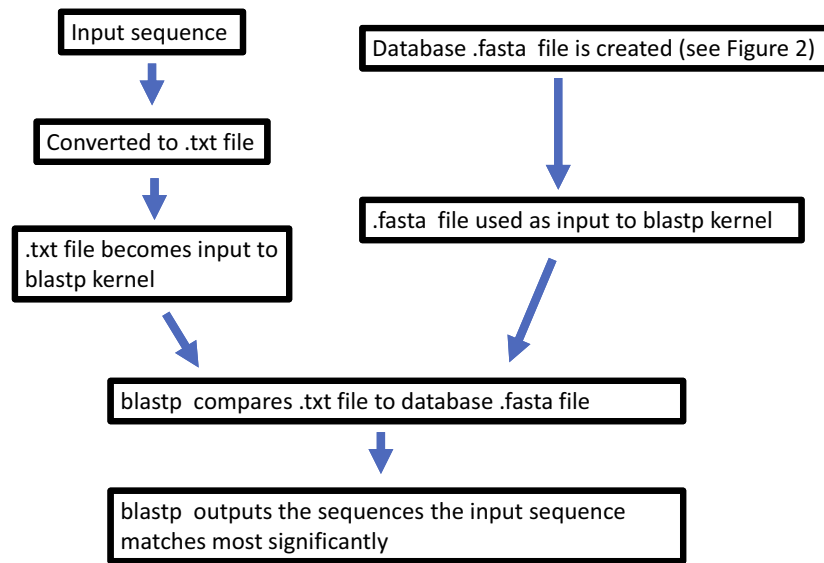 Input sequence
Database .fasta file is created (see Figure 2)
Converted to .txt file
.fasta file used as input to blastp kernel
.txt file becomes input to
blastp kernel
blastp compares .txt file to database .fasta file
blastp outputs the sequences the input sequence
matches most significantly